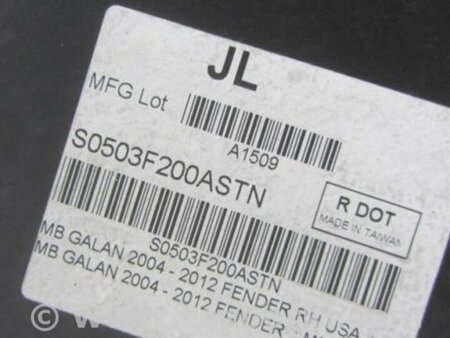 JL
MFG Lot
A1509
S0503F200ASTN
R DOT
MADE IN TAIWAN
S0503F200ASTN
MB GALAN 2004 - 2012 FENDER RH USA
MB GALAN 2004 - 2012 FENDER
© w